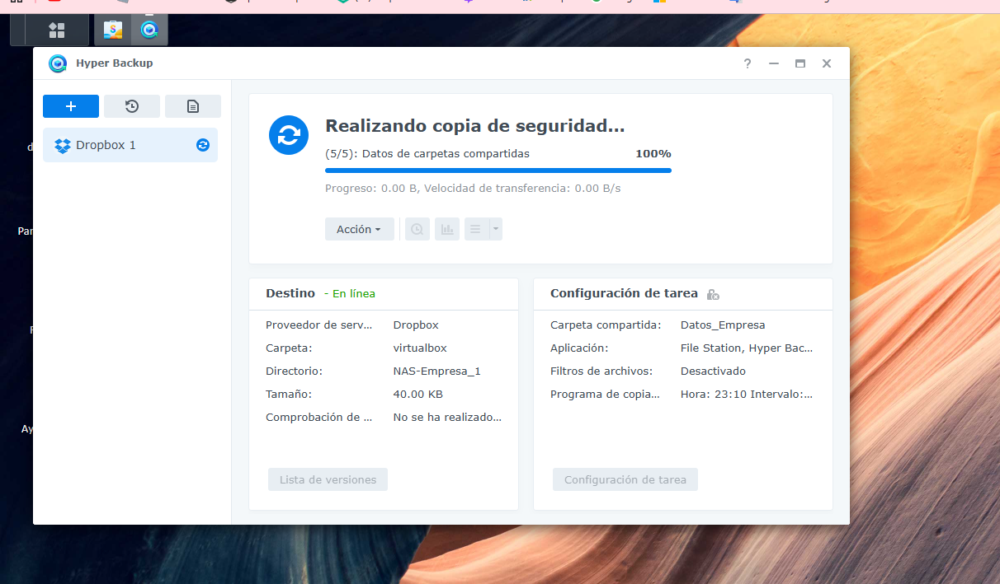 Hyper Backup
Dropbox 1
Realizando copia de seguridad...
(5/5): Datos de carpetas compartidas 100%
Progreso: 0.00 B, Velocidad de transferencia: 0.00 B/s
Acción
Destino - En línea
Proveedor de serv... Dropbox
Carpeta: virtualbox
Directorio: NAS-Empresa_1
Tamaño: 40.00 KB
Comprobación de ... No se ha realizado...
Lista de versiones
Configuración de tarea
Carpeta compartida: Datos_Empresa
Aplicación: File Station, Hyper Bac...
Filtros de archivos: Desactivado
Programa de copia... Hora: 23:10 Intervalo:...
Configuración de tarea